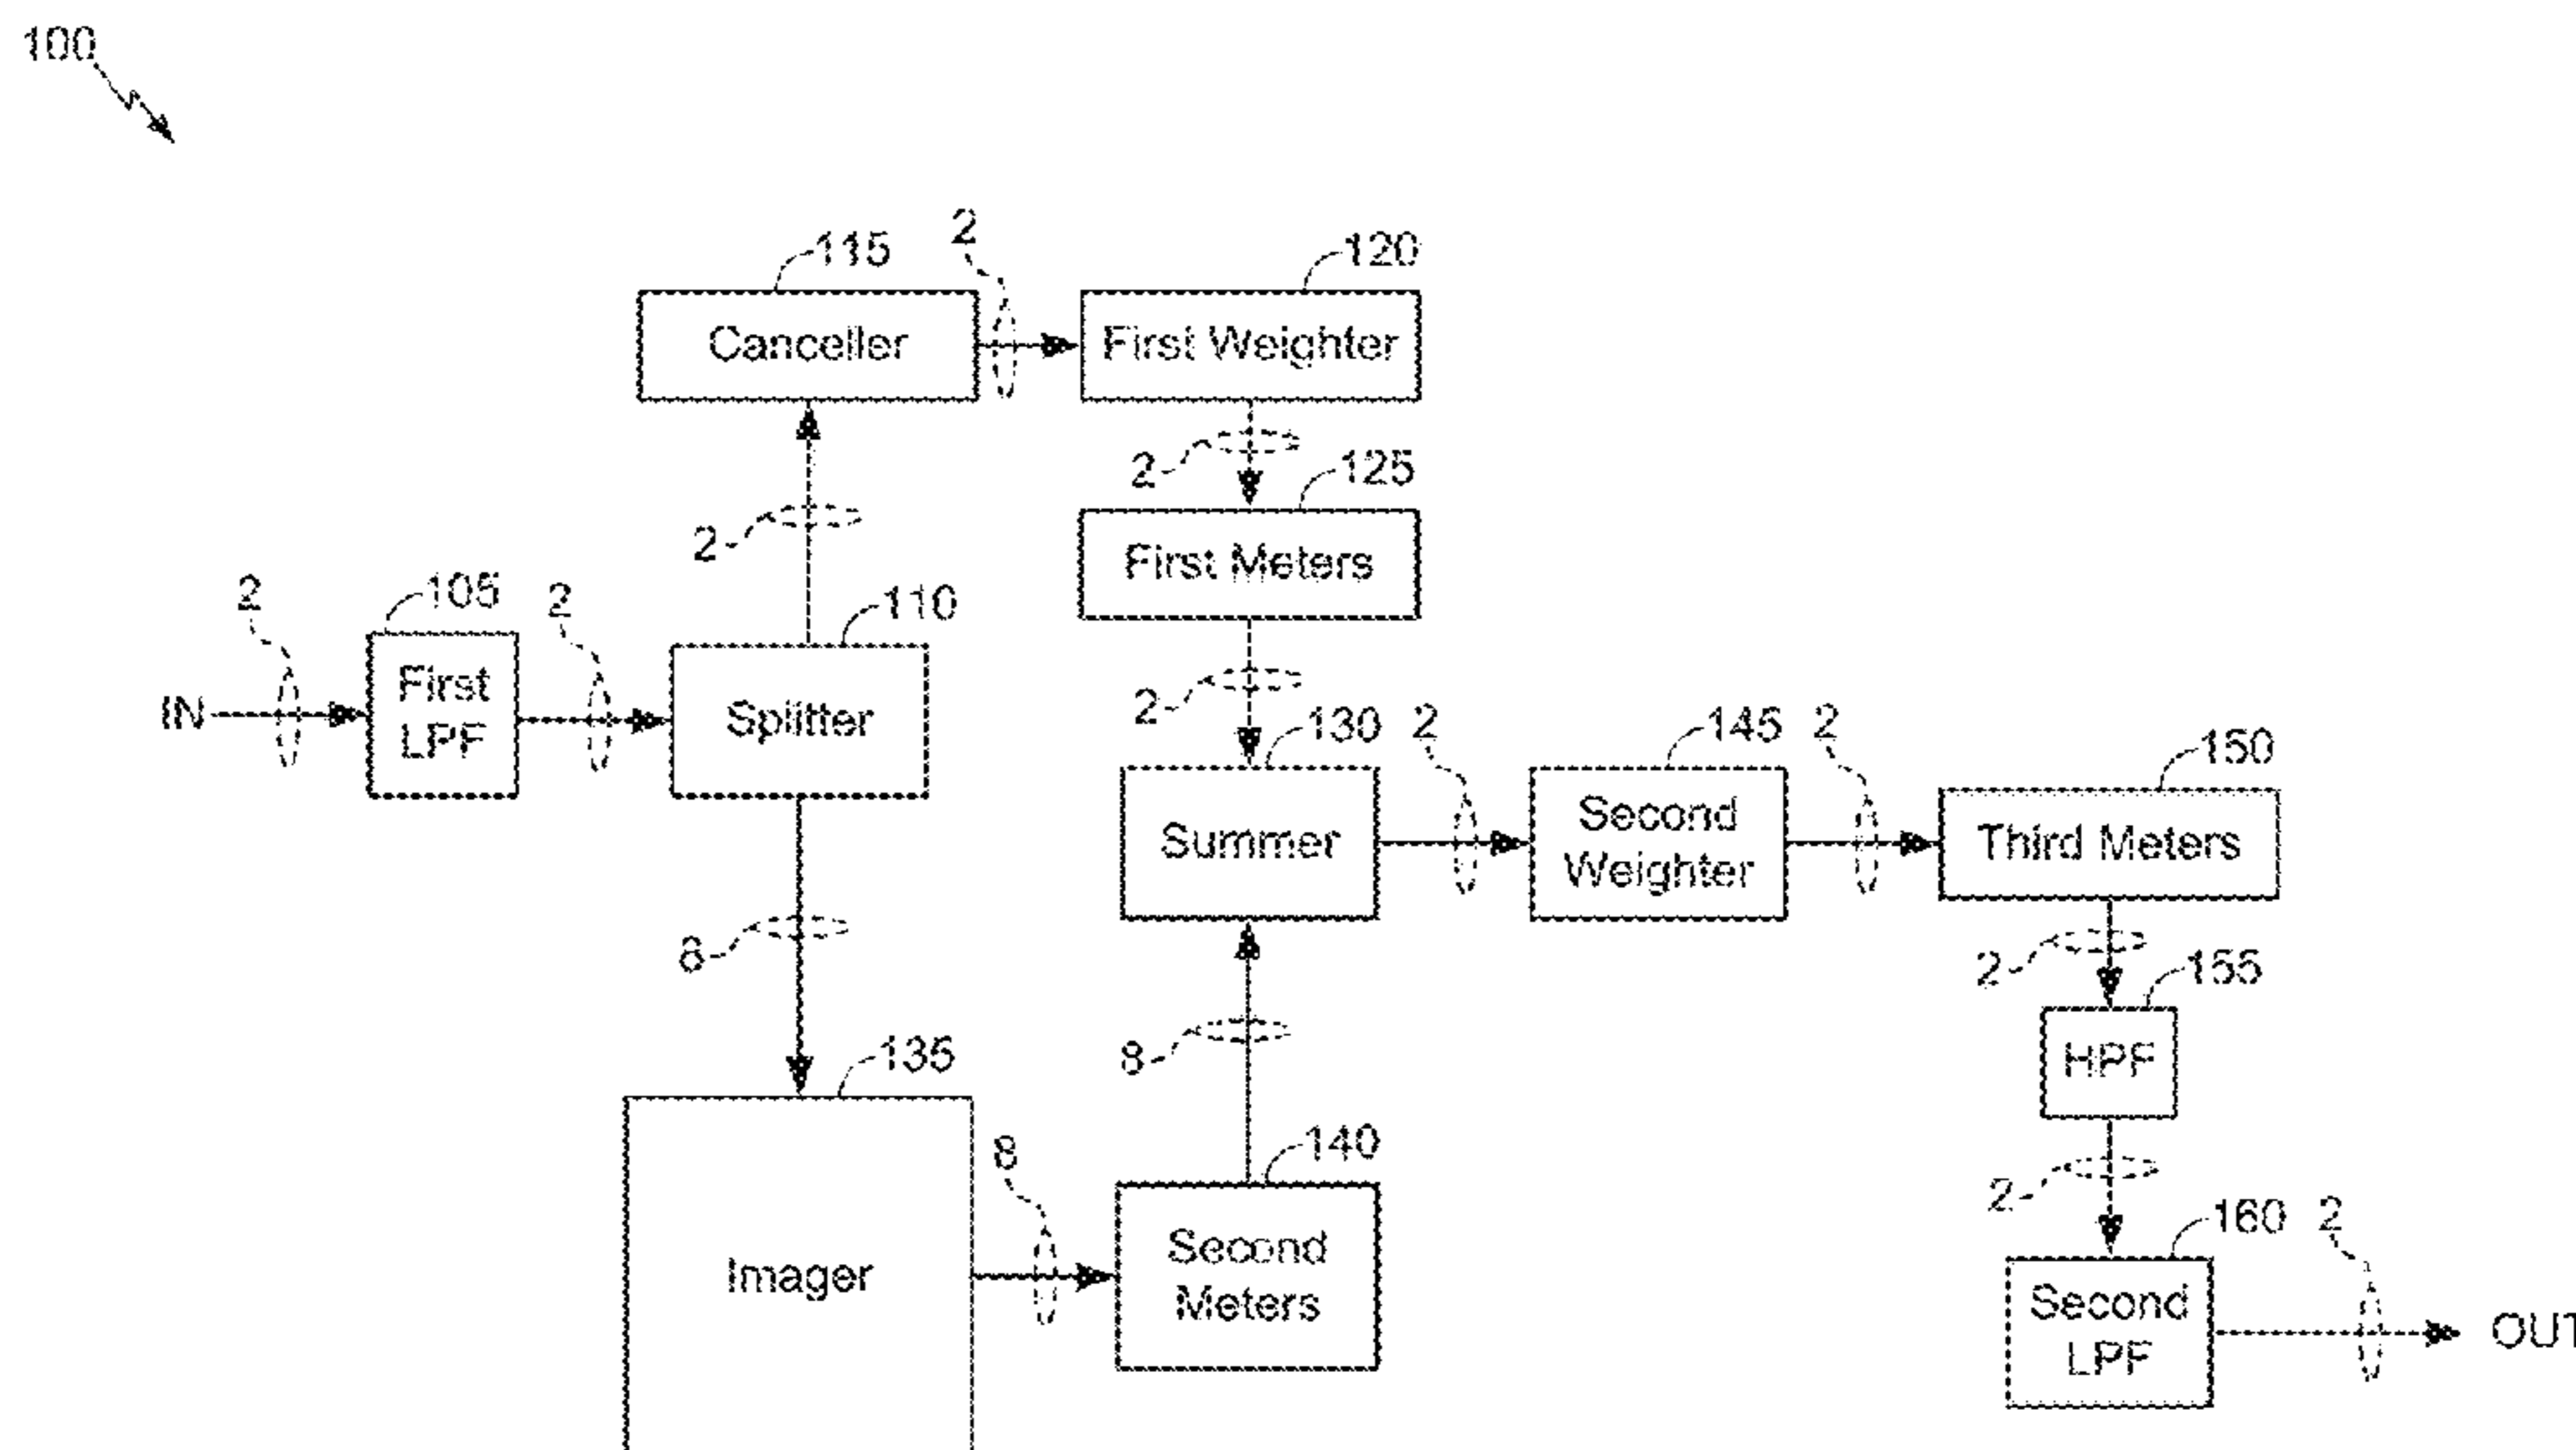 100
115
2
120
Canceller
First Weighter
2
125
2
First Meters
2
105
2
110
IN
First
LPF
Splitter
2
130
2
145
2
150
Summer
Second
Weighter
Third Meters
8
2
155
8
HPF
135
8
140
2
160
2
Imager
Second
Meters
Second
LPF
OUT